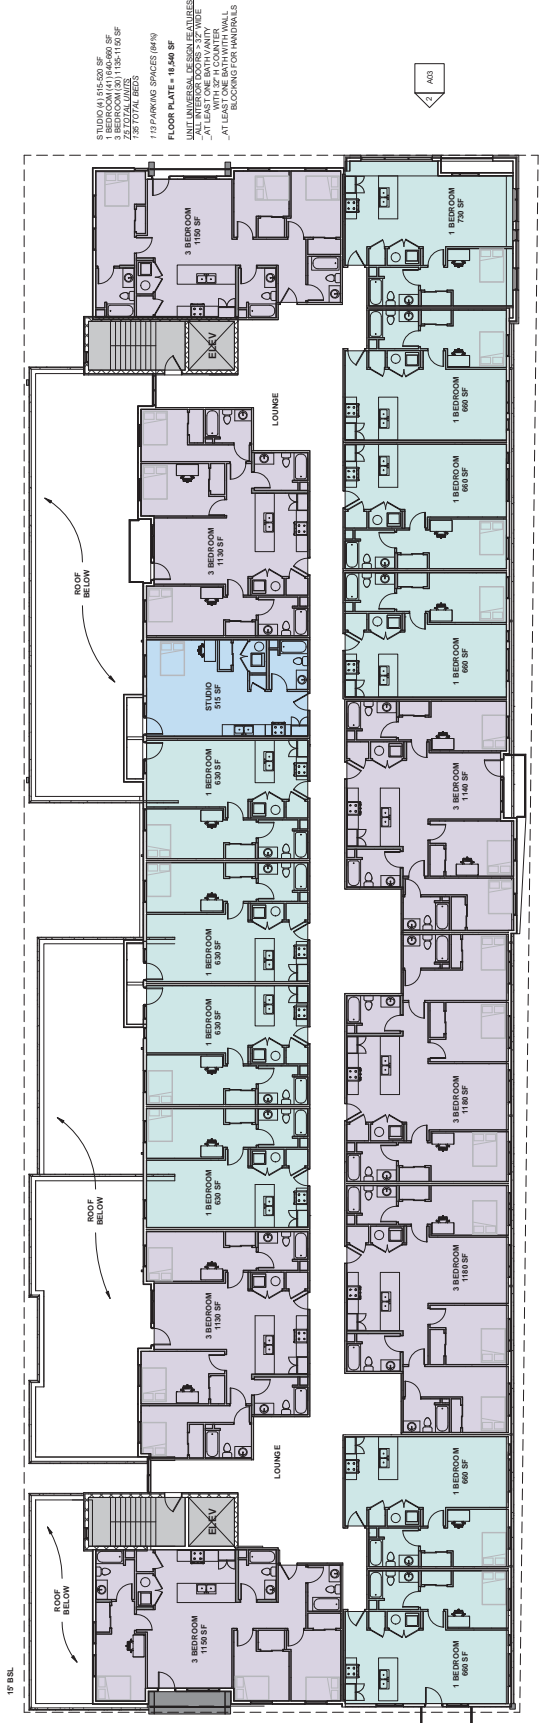 STUDIO (4) 515-520 SF
1 BEDROOM (41) 640-660 SF
3 BEDROOM (30) 1135-1150 SF
75 TOTAL UNITS
135 TOTAL BEDS
113 PARKING SPACES (84%)
FLOOR PLATE = 18,540 SF
UNIT UNIVERSAL DESIGN FEATURES
_ALL INTERIOR DOORS > 32" WIDE
_AT LEAST ONE BATH VANITY
WITH 32" H COUNTER
_AT LEAST ONE BATH WITH WALL
BLOCKING FOR HANDRAILS
A03
2
15' BSL
ROOF
BELOW
ROOF
BELOW
ROOF
BELOW
3 BEDROOM
1150 SF
ELEV
LOUNGE
3 BEDROOM
1130 SF
1 BEDROOM
630 SF
1 BEDROOM
630 SF
1 BEDROOM
630 SF
1 BEDROOM
630 SF
STUDIO
515 SF
3 BEDROOM
1130 SF
LOUNGE
ELEV
3 BEDROOM
1150 SF
1 BEDROOM
660 SF
1 BEDROOM
660 SF
3 BEDROOM
1180 SF
3 BEDROOM
1180 SF
3 BEDROOM
1140 SF
1 BEDROOM
660 SF
1 BEDROOM
660 SF
1 BEDROOM
660 SF
1 BEDROOM
730 SF